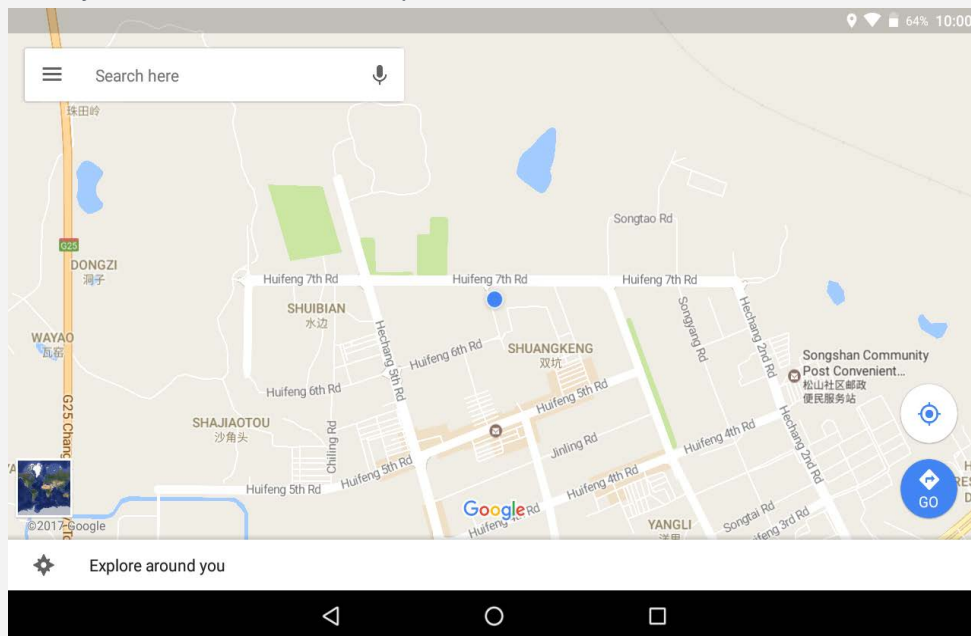 64% 10:00
Search here
珠田岭
Songtao Rd
G25
DONGZI
洞子
Huifeng 7th Rd
Huifeng 7th Rd
Huifeng 7th Rd
SHUIBIAN
水边
Hechang 5th Rd
Songyang Rd
Hechang 2nd Rd
WAYAO
瓦窑
Huifeng 6th Rd
SHUANGKENG
双坑
Songshan Community
Post Convenient...
松山社区邮政
便民服务站
Huifeng 6th Rd
Huifeng 5th Rd
G25 Chang
SHAJIAOTOU
沙角头
Chiling Rd
Jinling Rd
Huifeng 4th Rd
Hechang 2nd Rd
Huifeng 5th Rd
Huifeng 5th Rd
Huifeng 4th Rd
GO
Google
YANGLI
Songtai Rd
©2017 Google
Explore around you